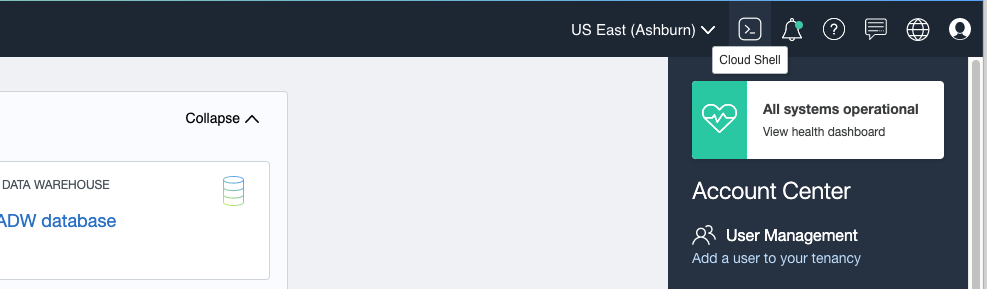 US East (Ashburn)
Cloud Shell
Collapse
All systems operational
View health dashboard
DATA WAREHOUSE
ADW database
Account Center
User Management
Add a user to your tenancy